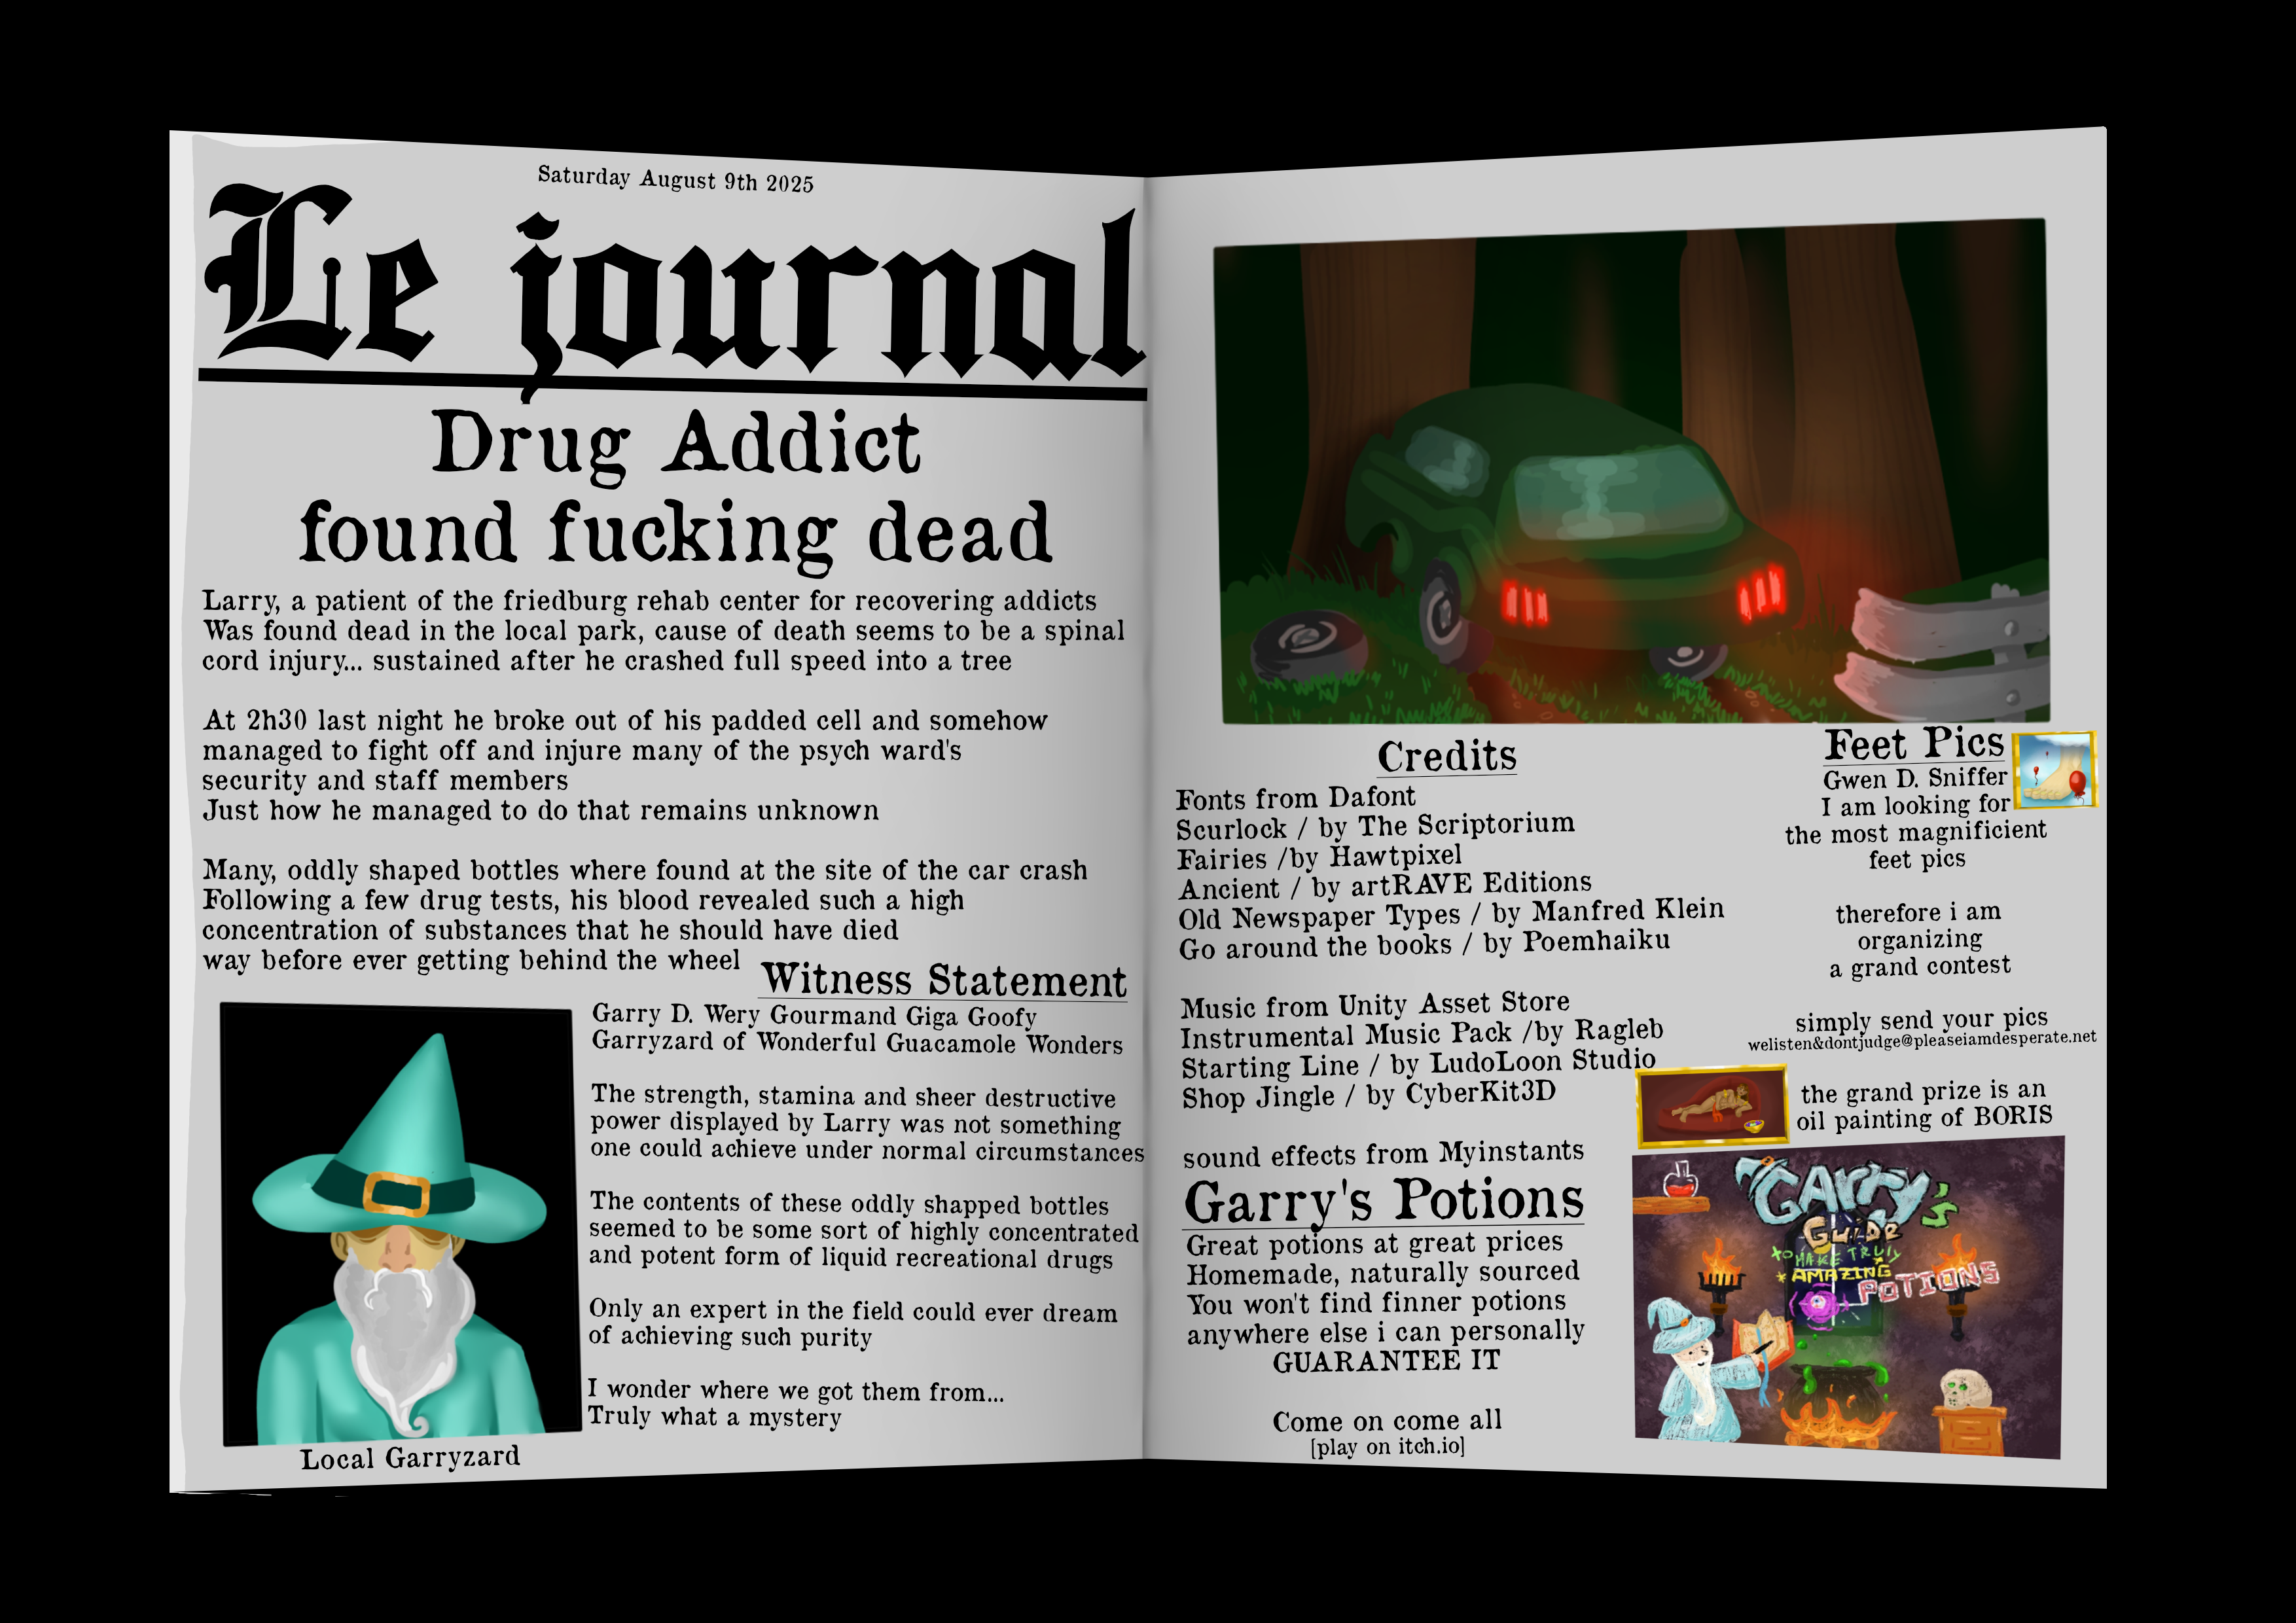 Saturday August 9th 2025
Le journal
Drug Addict
found fucking dead
Larry, a patient of the friedburg rehab center for recovering addicts
Was found dead in the local park, cause of death seems to be a spinal
cord injury... sustained after he crashed full speed into a tree
At 2h30 last night he broke out of his padded cell and somehow
managed to fight off and injure many of the psych ward's
security and staff members
Just how he managed to do that remains unknown
Many, oddly shaped bottles where found at the site of the car crash
Following a few drug tests, his blood revealed such a high
concentration of substances that he should have died
way before ever getting behind the wheel
Witness Statement
Garry D. Wery Gourmand Giga Goofy
Garryzard of Wonderful Guacamole Wonders
The strength, stamina and sheer destructive
power displayed by Larry was not something
one could achieve under normal circumstances
The contents of these oddly shapped bottles
seemed to be some sort of highly concentrated
and potent form of liquid recreational drugs
Only an expert in the field could ever dream
of achieving such purity
I wonder where we got them from...
Truly what a mystery
Local Garryzard
Credits
Fonts from Dafont
Scurlock / by The Scriptorium
Fairies /by Hawtpixel
Ancient / by artRAVE Editions
Old Newspaper Types / by Manfred Klein
Go around the books / by Poemhaiku
Music from Unity Asset Store
Instrumental Music Pack /by Ragleb
Starting Line / by LudoLoon Studio
Shop Jingle / by CyberKit3D
sound effects from Myinstants
Feet Pics
Gwen D. Sniffer
I am looking for
the most magnificient
feet pics
therefore i am
organizing
a grand contest
simply send your pics
welisten&dontjudge@pleaseiamdesperate.net
the grand prize is an
oil painting of BORIS
Garry's Potions
Great potions at great prices
Homemade, naturally sourced
You won't find finner potions
anywhere else i can personally
GUARANTEE IT
Come on come all
[play on itch.io]
GARRY'S
GUIDE
TO MAKE TRULY
AMAZING
POTIONS